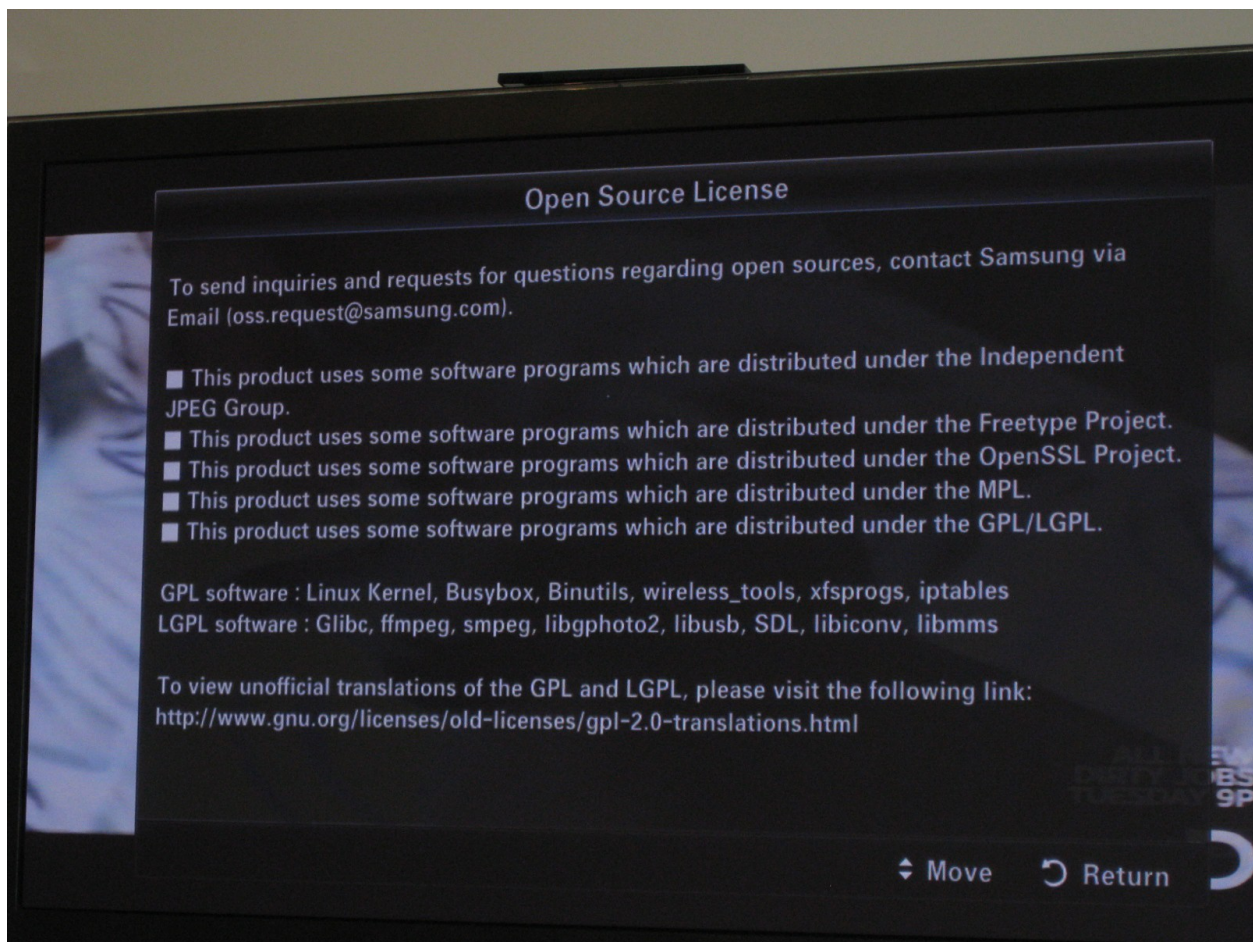 Open Source License
To send inquiries and requests for questions regarding open sources, contact Samsung via
Email (oss.request@samsung.com).
■ This product uses some software programs which are distributed under the Independent
JPEG Group.
■ This product uses some software programs which are distributed under the Freetype Project.
■ This product uses some software programs which are distributed under the OpenSSL Project.
■ This product uses some software programs which are distributed under the MPL.
■ This product uses some software programs which are distributed under the GPL/LGPL.
GPL software : Linux Kernel, Busybox, Binutils, wireless_tools, xfsprogs, iptables
LGPL software : Glibc, ffmpeg, smpeg, libgphoto2, libusb, SDL, libiconv, libmms
To view unofficial translations of the GPL and LGPL, please visit the following link:
http://www.gnu.org/licenses/old-licenses/gpl-2.0-translations.html
ALL NEW
DIRTY JOBS
TUESDAY 9P
Move Return